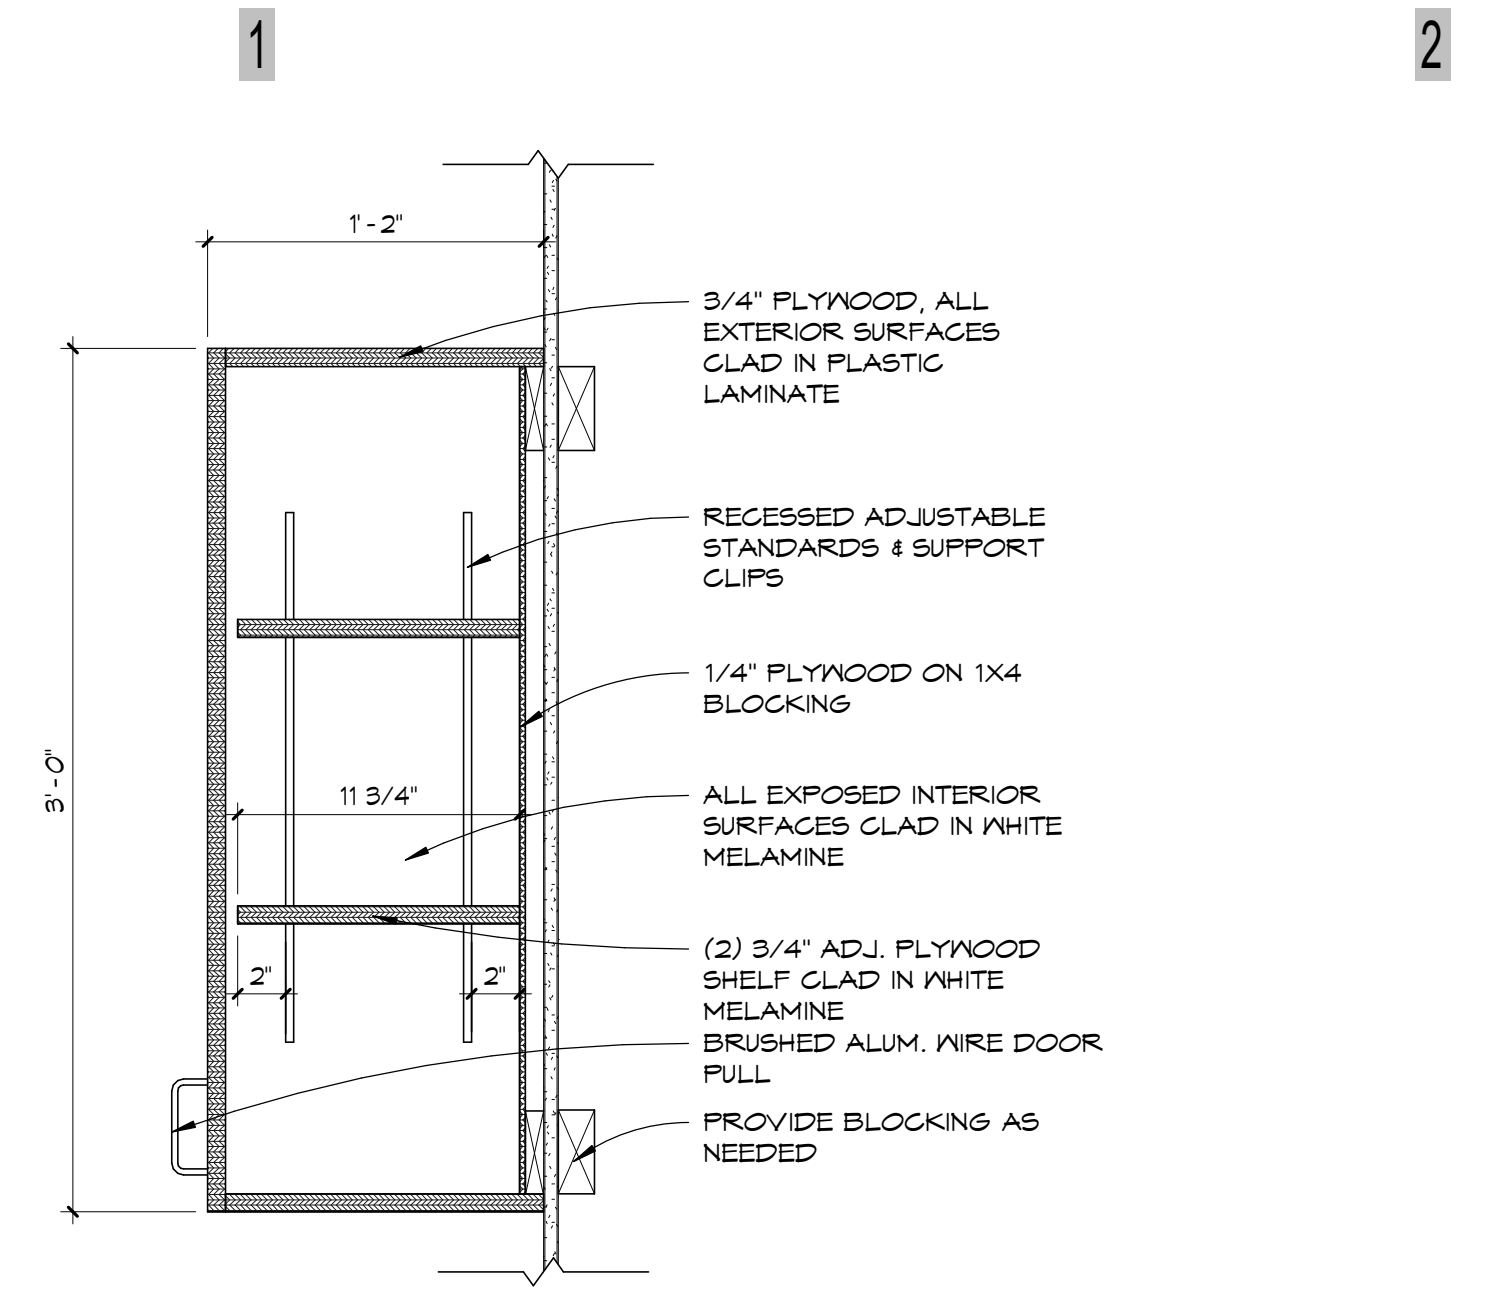 1
2
1'-2"
3/4" PLYWOOD, ALL
EXTERIOR SURFACES
CLAD IN PLASTIC
LAMINATE
RECESSED ADJUSTABLE
STANDARDS & SUPPORT
CLIPS
1/4" PLYWOOD ON 1X4
BLOCKING
3'-0"
11 3/4"
ALL EXPOSED INTERIOR
SURFACES CLAD IN WHITE
MELAMINE
(2) 3/4" ADJ. PLYWOOD
SHELF CLAD IN WHITE
MELAMINE
2"
2"
BRUSHED ALUM. WIRE DOOR
PULL
PROVIDE BLOCKING AS
NEEDED